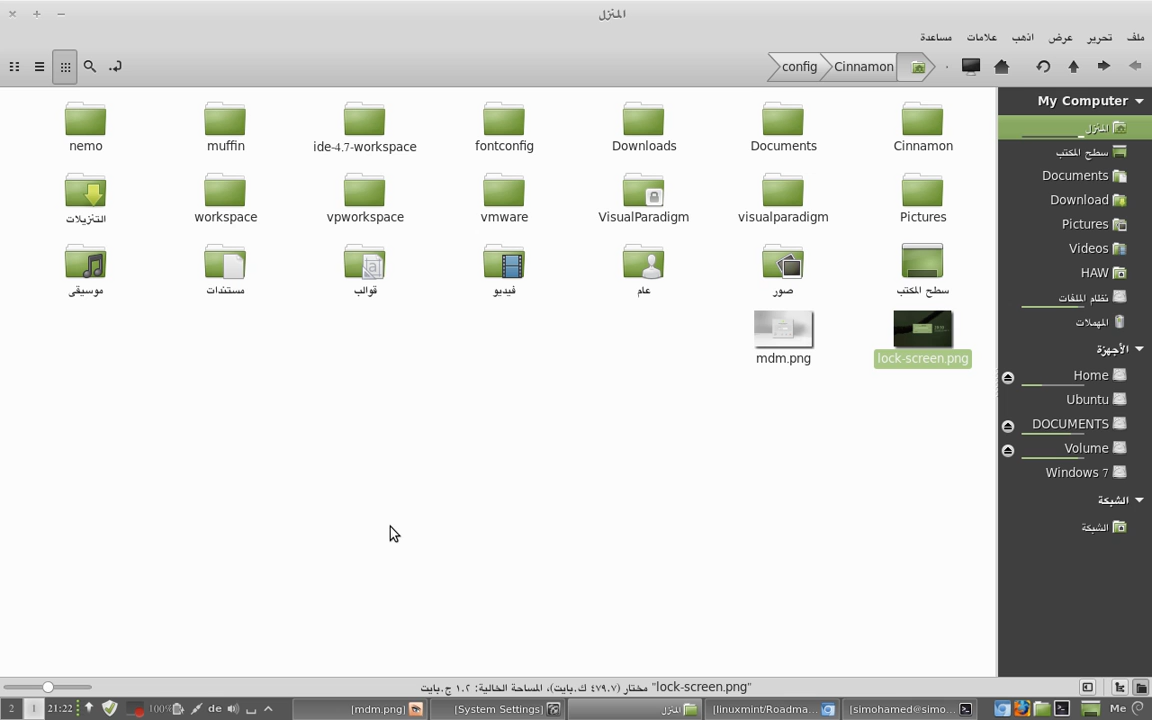 المنزل
ملف تحرير عرض اذهب علامات مساعدة
config Cinnamon
My Computer
المنزل
سطح المكتب
Documents
Download
Pictures
Videos
HAW
نظام الملفات
المهملات
الأجهزة
Home
Ubuntu
DOCUMENTS
Volume
Windows 7
الشبكة
الشبكة
Cinnamon
Documents
Downloads
fontconfig
ide-4.7-workspace
muffin
nemo
Pictures
visualparadigm
VisualParadigm
vmware
vpworkspace
workspace
التنزيلات
سطح المكتب
صور
عام
فيديو
قوالب
مستندات
موسيقى
lock-screen.png
mdm.png
"lock-screen.png" مختار (٤٧٩.٧ ك.بايت)، المساحة الخالية: ١.٢ ج.بايت
Me
[simohamed@simo...
[linuxmint/Roadma...
المنزل
[System Settings]
[mdm.png]
de
100%
21:22
1
2